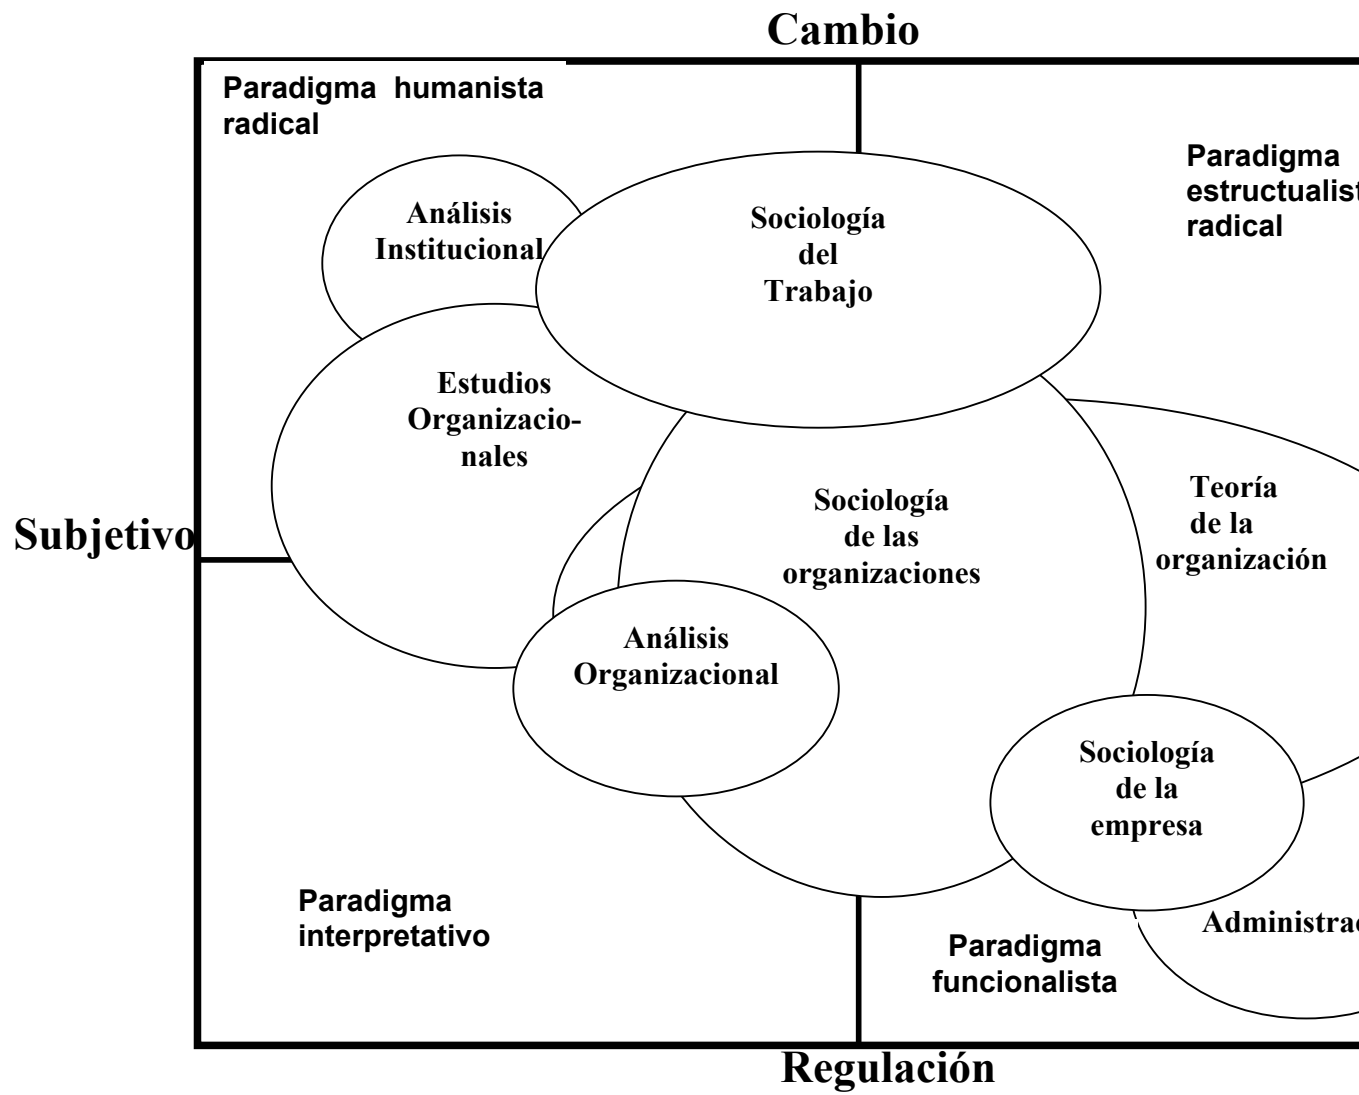 Cambio
Paradigma humanista
radical
Paradigma
estructualist
radical
Análisis
Institucional
Sociología
del
Trabajo
Estudios
Organizacio-
nales
Sociología
de las
organizaciones
Teoría
de la
organización
Subjetivo
Análisis
Organizacional
Sociología
de la
empresa
Paradigma
interpretativo
Administrac
Paradigma
funcionalista
Regulación